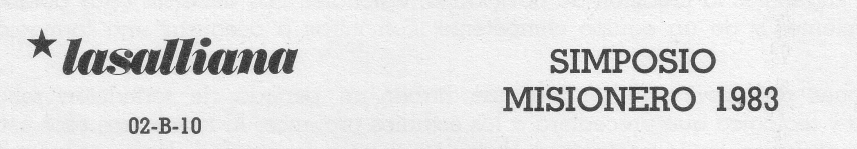 ★ lasalliana
02-B-10
SIMPOSIO
MISIONERO 1983